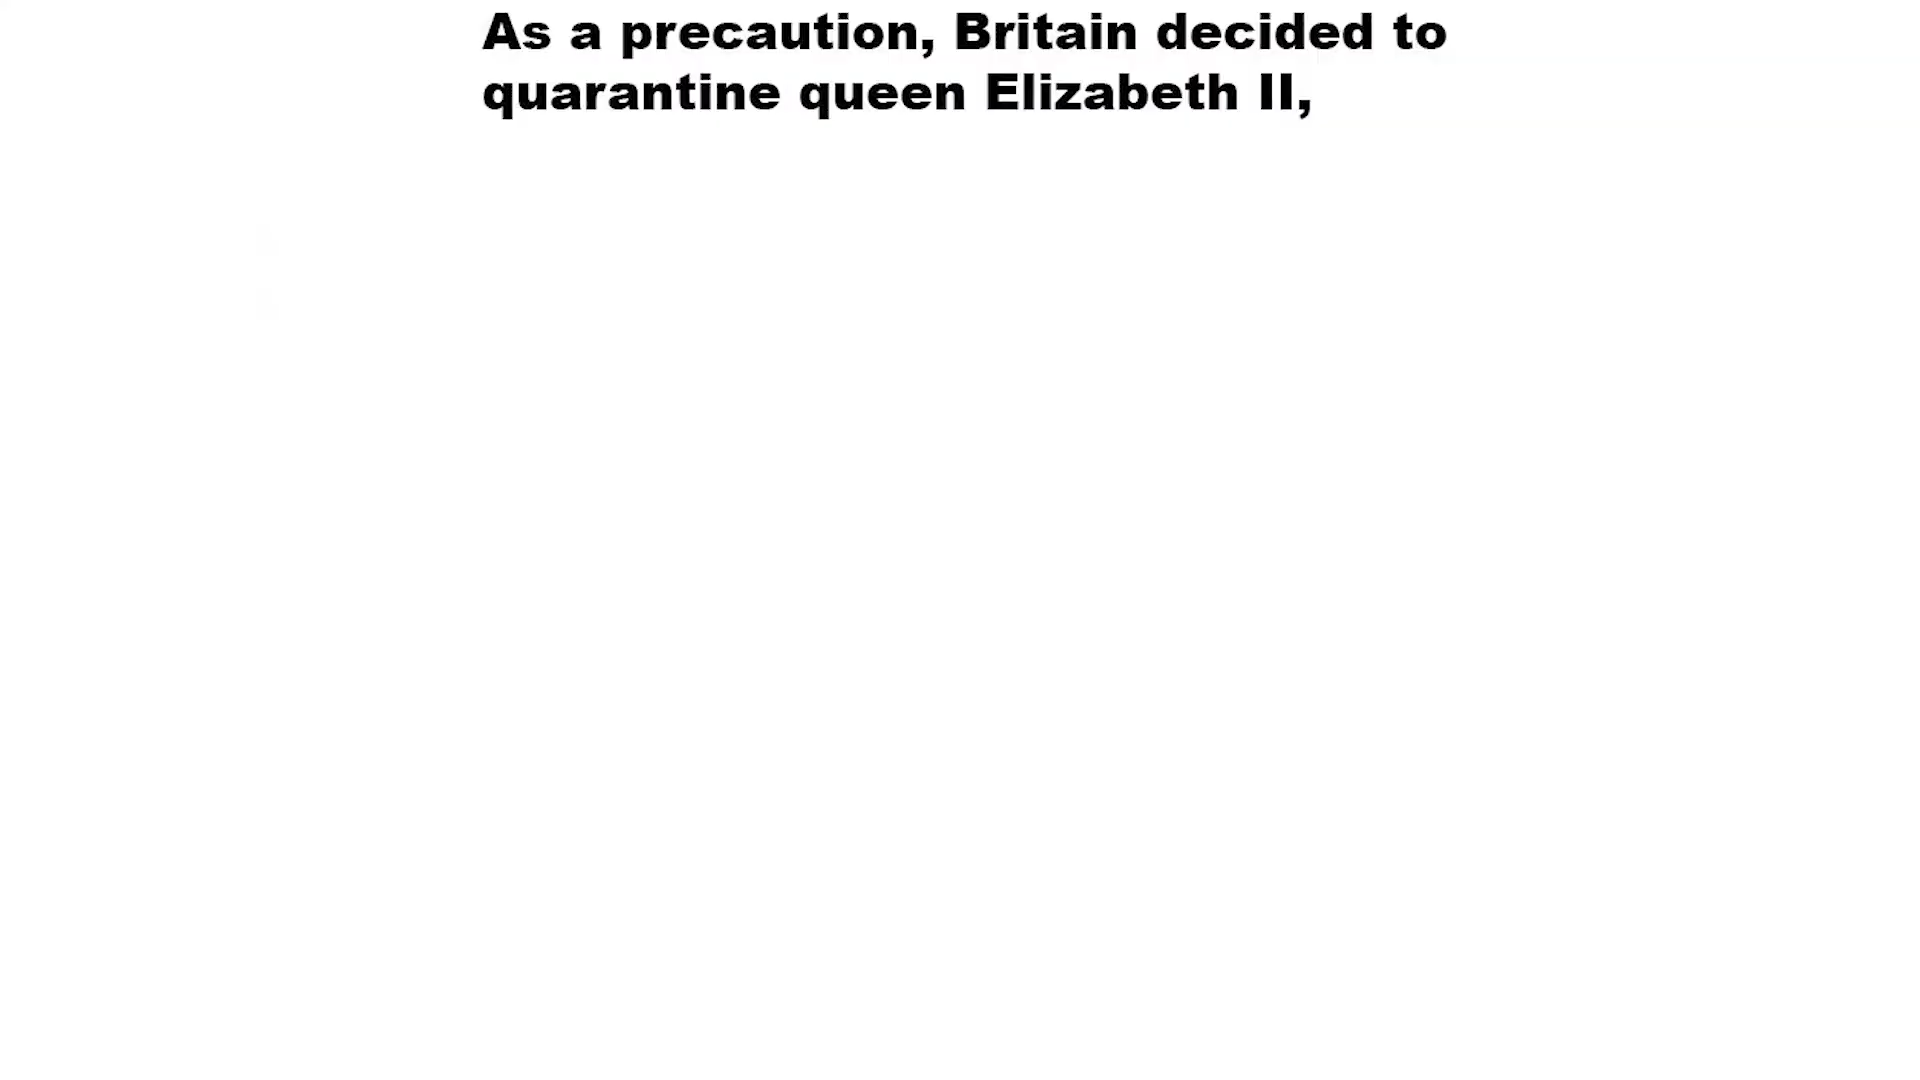 As a precaution, Britain decided to
quarantine queen Elizabeth II,